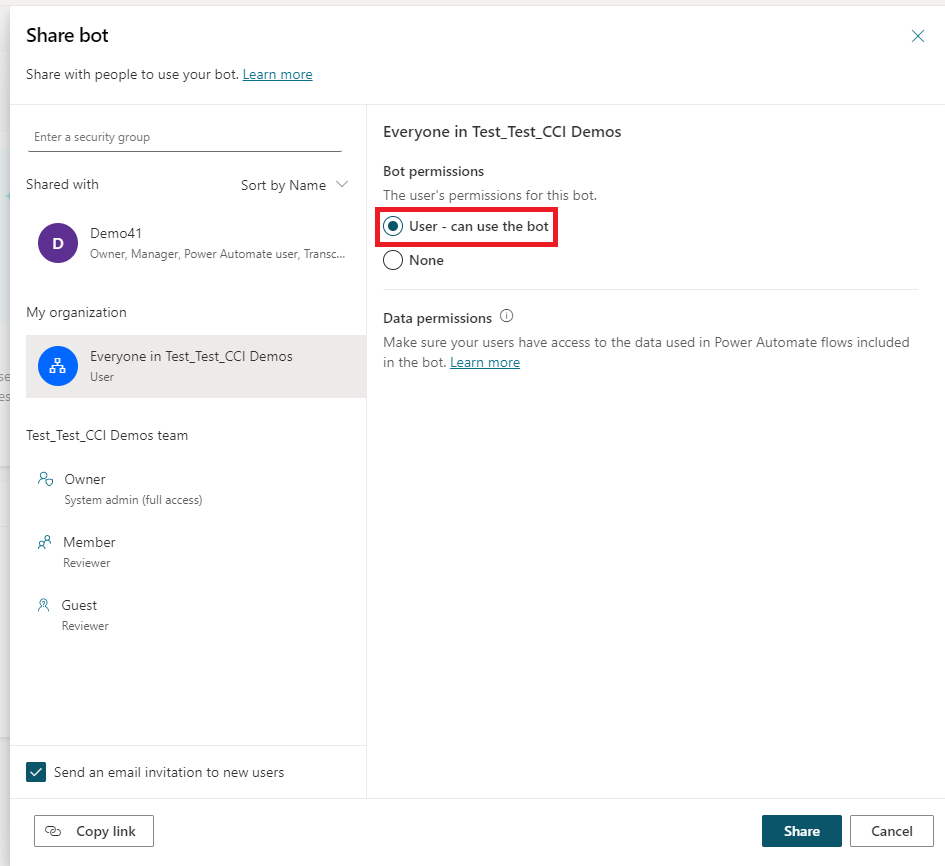 Share bot
Share with people to use your bot. Learn more
Enter a security group
Shared with
Sort by Name
D
Demo41
Owner, Manager, Power Automate user, Transc...
My organization
Everyone in Test_Test_CCI Demos
User
Test_Test_CCI Demos team
Owner
System admin (full access)
Member
Reviewer
Guest
Reviewer
Send an email invitation to new users
Everyone in Test_Test_CCI Demos
Bot permissions
The user's permissions for this bot.
User - can use the bot
None
Data permissions
Make sure your users have access to the data used in Power Automate flows included
in the bot. Learn more
Copy link
Share
Cancel